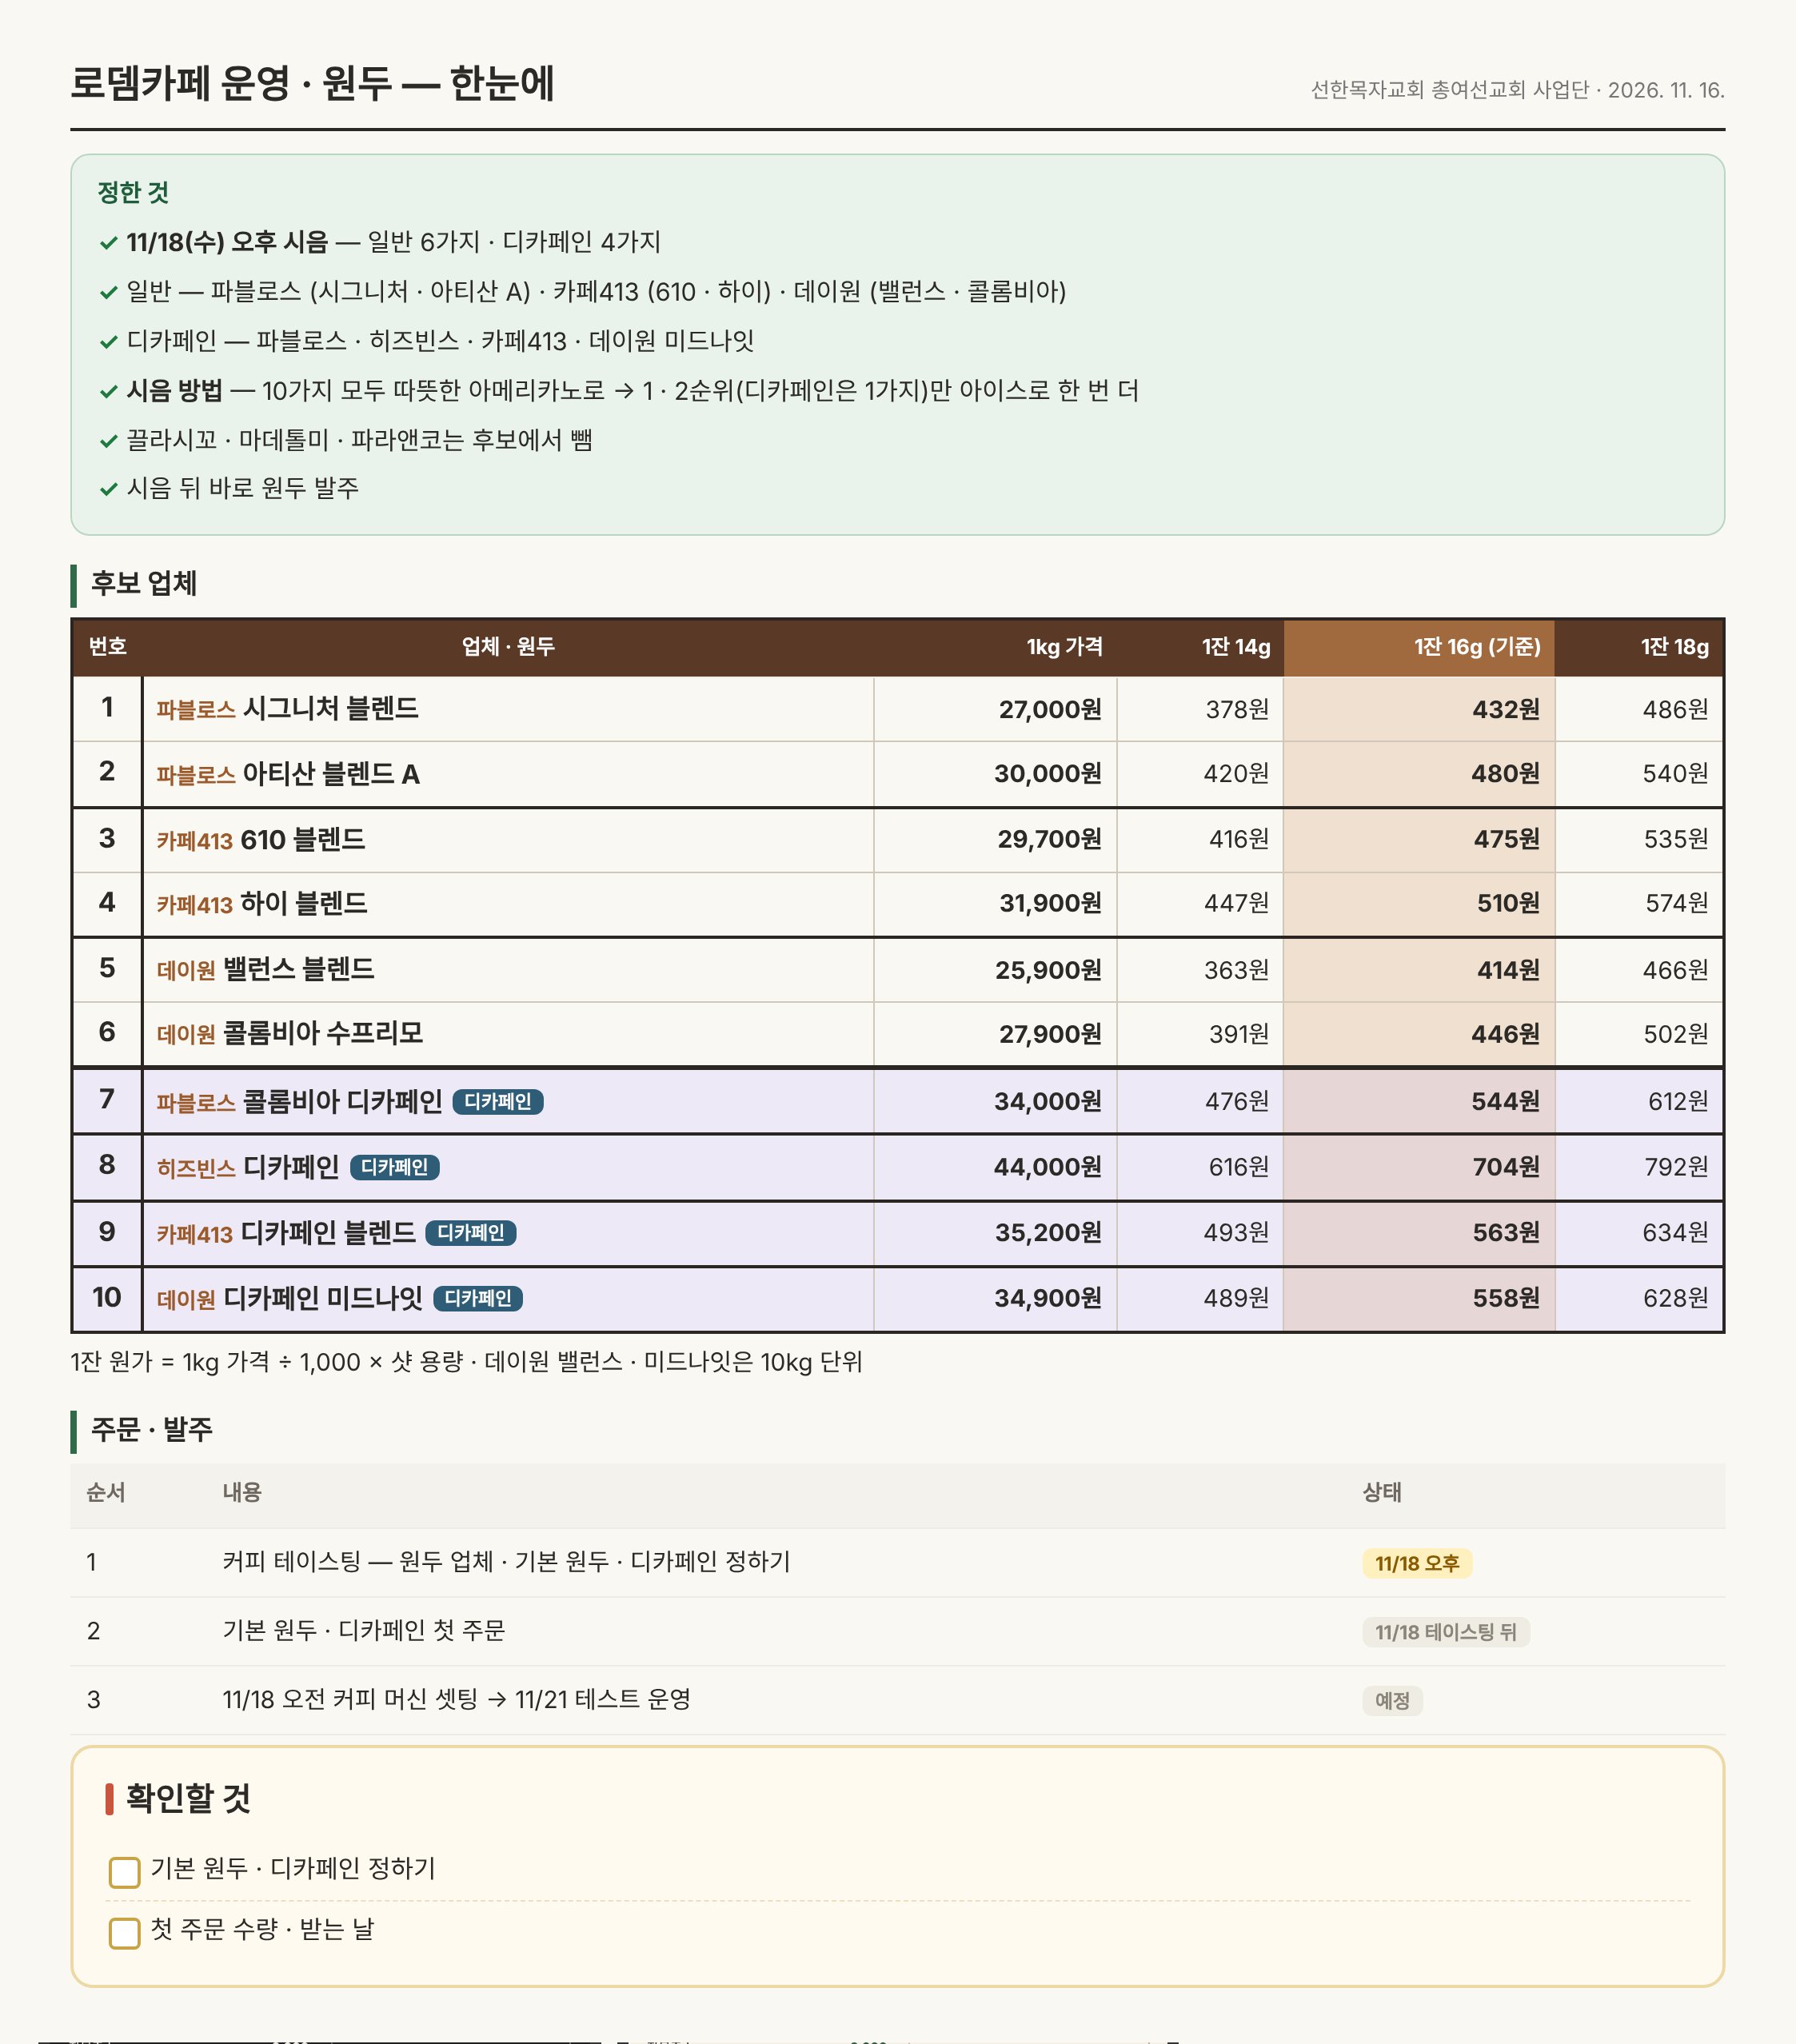 로뎀카페 운영 · 원두 — 한눈에
선한목자교회 총여선교회 사업단 · 2026. 11. 16.
정한 것
✓ 11/18(수) 오후 시음 — 일반 6가지 · 디카페인 4가지
✓ 일반 — 파블로스 (시그니처 · 아티산 A) · 카페413 (610 · 하이) · 데이원 (밸런스 · 콜롬비아)
✓ 디카페인 — 파블로스 · 히즈빈스 · 카페413 · 데이원 미드나잇
✓ 시음 방법 — 10가지 모두 따뜻한 아메리카노로 → 1 · 2순위(디카페인은 1가지)만 아이스로 한 번 더
✓ 끌라시꼬 · 마데톨미 · 파라앤코는 후보에서 뺌
✓ 시음 뒤 바로 원두 발주
후보 업체
번호 업체 · 원두 1kg 가격 1잔 14g 1잔 16g (기준) 1잔 18g
1 파블로스 시그니처 블렌드 27,000원 378원 432원 486원
2 파블로스 아티산 블렌드 A 30,000원 420원 480원 540원
3 카페413 610 블렌드 29,700원 416원 475원 535원
4 카페413 하이 블렌드 31,900원 447원 510원 574원
5 데이원 밸런스 블렌드 25,900원 363원 414원 466원
6 데이원 콜롬비아 수프리모 27,900원 391원 446원 502원
7 파블로스 콜롬비아 디카페인 디카페인 34,000원 476원 544원 612원
8 히즈빈스 디카페인 디카페인 44,000원 616원 704원 792원
9 카페413 디카페인 블렌드 디카페인 35,200원 493원 563원 634원
10 데이원 디카페인 미드나잇 디카페인 34,900원 489원 558원 628원
1잔 원가 = 1kg 가격 ÷ 1,000 × 샷 용량 · 데이원 밸런스 · 미드나잇은 10kg 단위
주문 · 발주
순서 내용 상태
1 커피 테이스팅 — 원두 업체 · 기본 원두 · 디카페인 정하기 11/18 오후
2 기본 원두 · 디카페인 첫 주문 11/18 테이스팅 뒤
3 11/18 오전 커피 머신 셋팅 → 11/21 테스트 운영 예정
확인할 것
기본 원두 · 디카페인 정하기
첫 주문 수량 · 받는 날